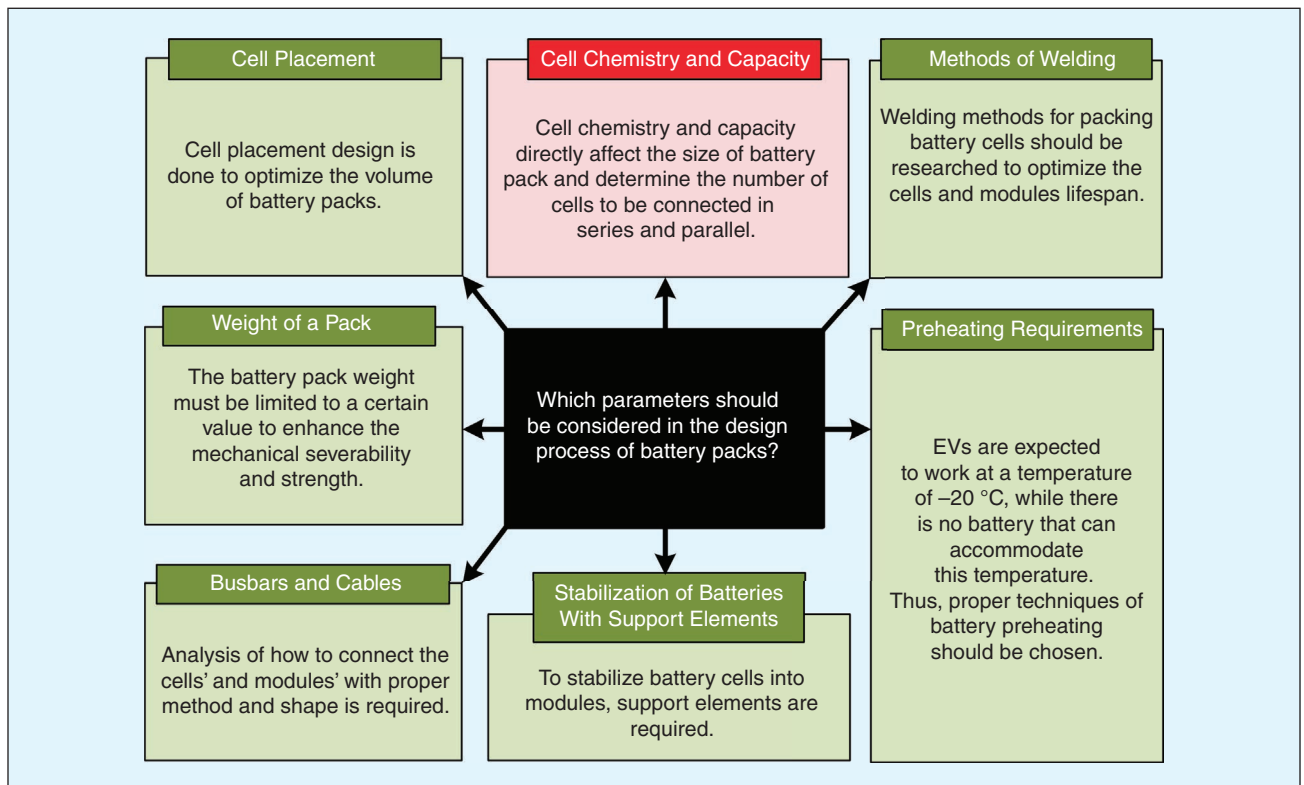 Cell Placement
Cell placement design is
done to optimize the volume
of battery packs.
Cell Chemistry and Capacity
Cell chemistry and capacity
directly affect the size of battery
pack and determine the number of
cells to be connected in
series and parallel.
Methods of Welding
Welding methods for packing
battery cells should be
researched to optimize the
cells and modules lifespan.
Weight of a Pack
The battery pack weight
must be limited to a certain
value to enhance the
mechanical severability
and strength.
Which parameters should
be considered in the design
process of battery packs?
Preheating Requirements
EVs are expected
to work at a temperature
of –20 °C, while there
is no battery that can
accommodate
this temperature.
Thus, proper techniques of
battery preheating
should be chosen.
Busbars and Cables
Analysis of how to connect the
cells’ and modules’ with proper
method and shape is required.
Stabilization of Batteries
With Support Elements
To stabilize battery cells into
modules, support elements are
required.